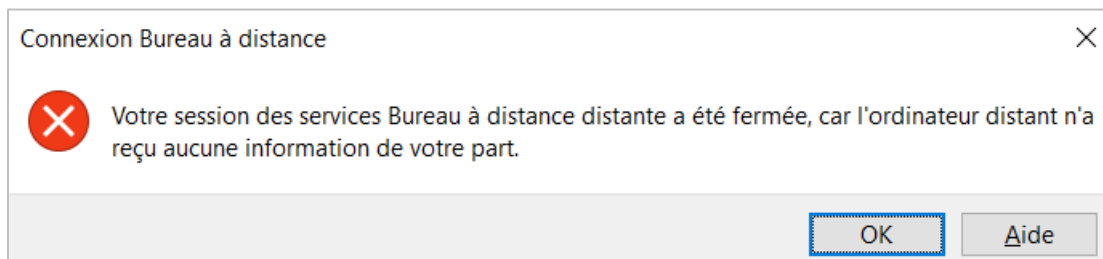 Connexion Bureau à distance
Votre session des services Bureau à distance distante a été fermée, car l'ordinateur distant n'a
reçu aucune information de votre part.
OK
Aide